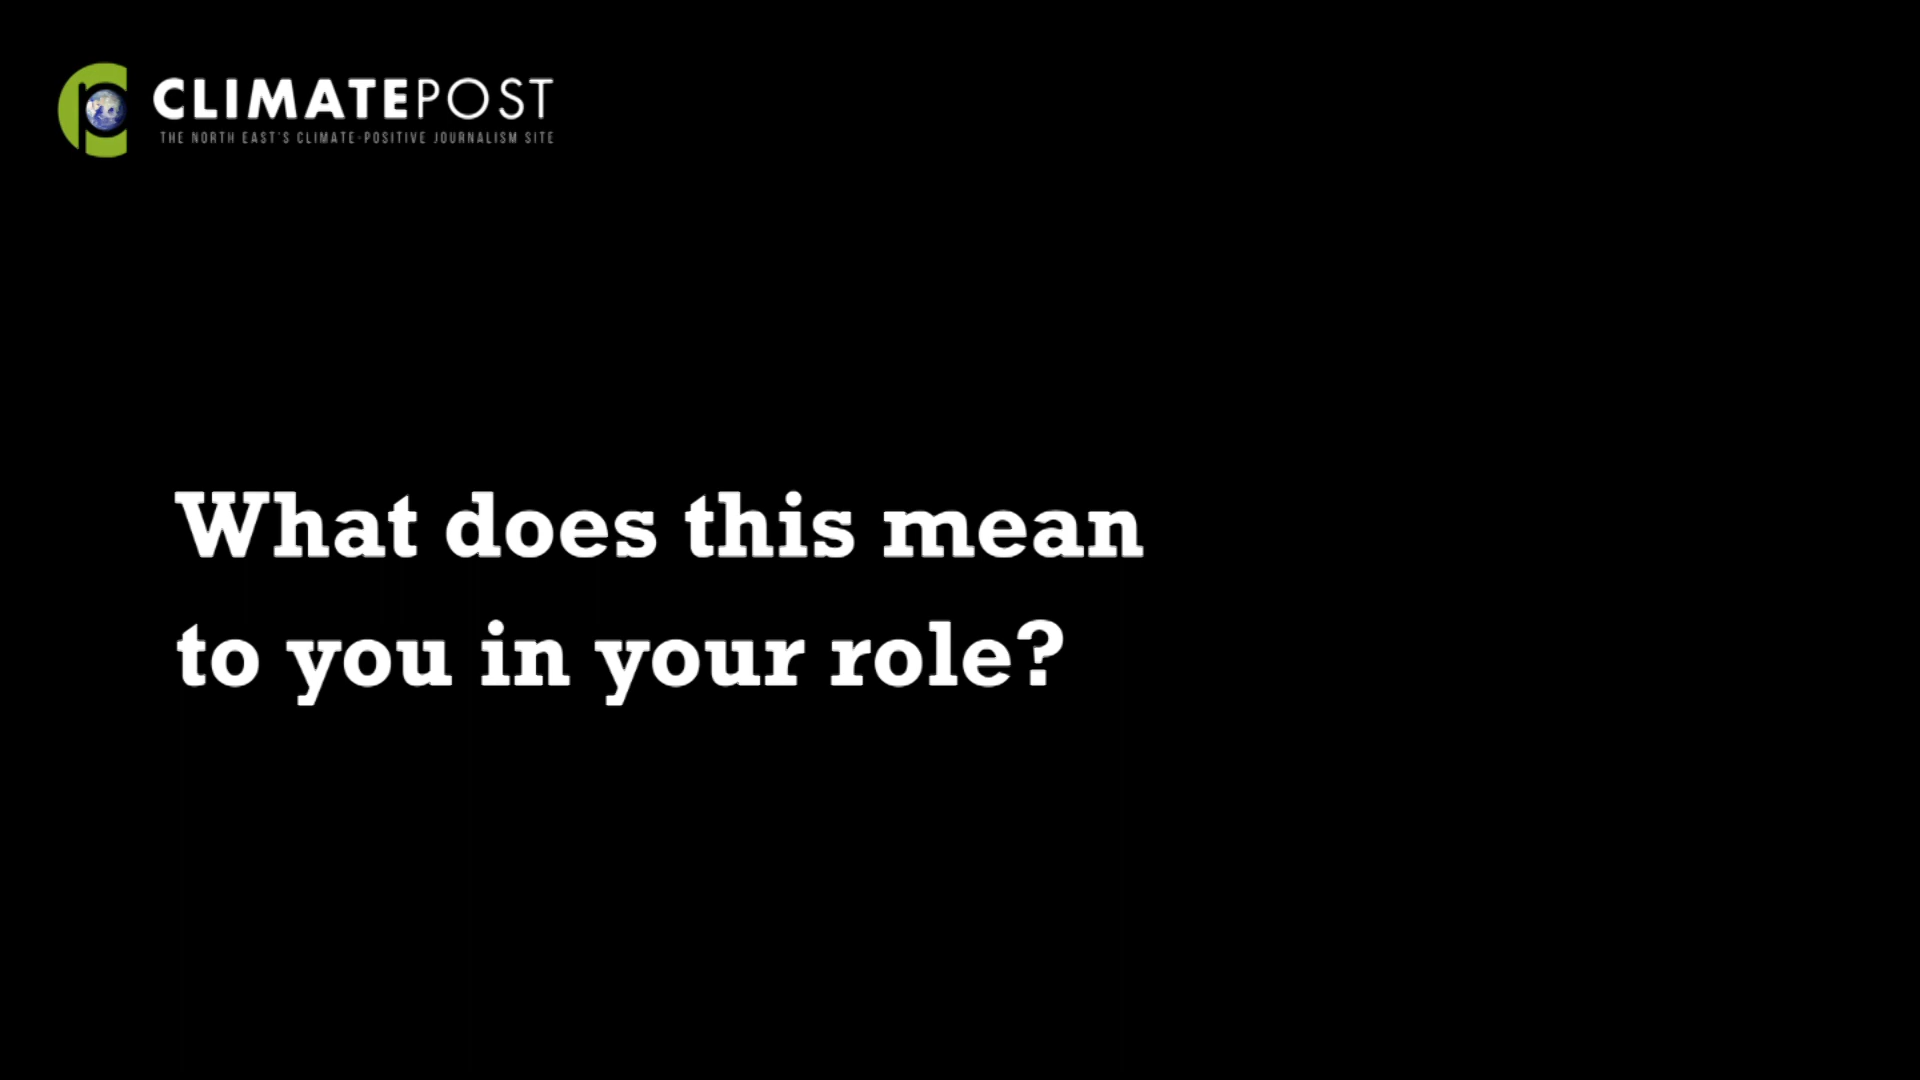 CLIMATEPOST
THE NORTH EAST'S CLIMATE-POSITIVE JOURNALISM SITE
What does this mean
to you in your role?